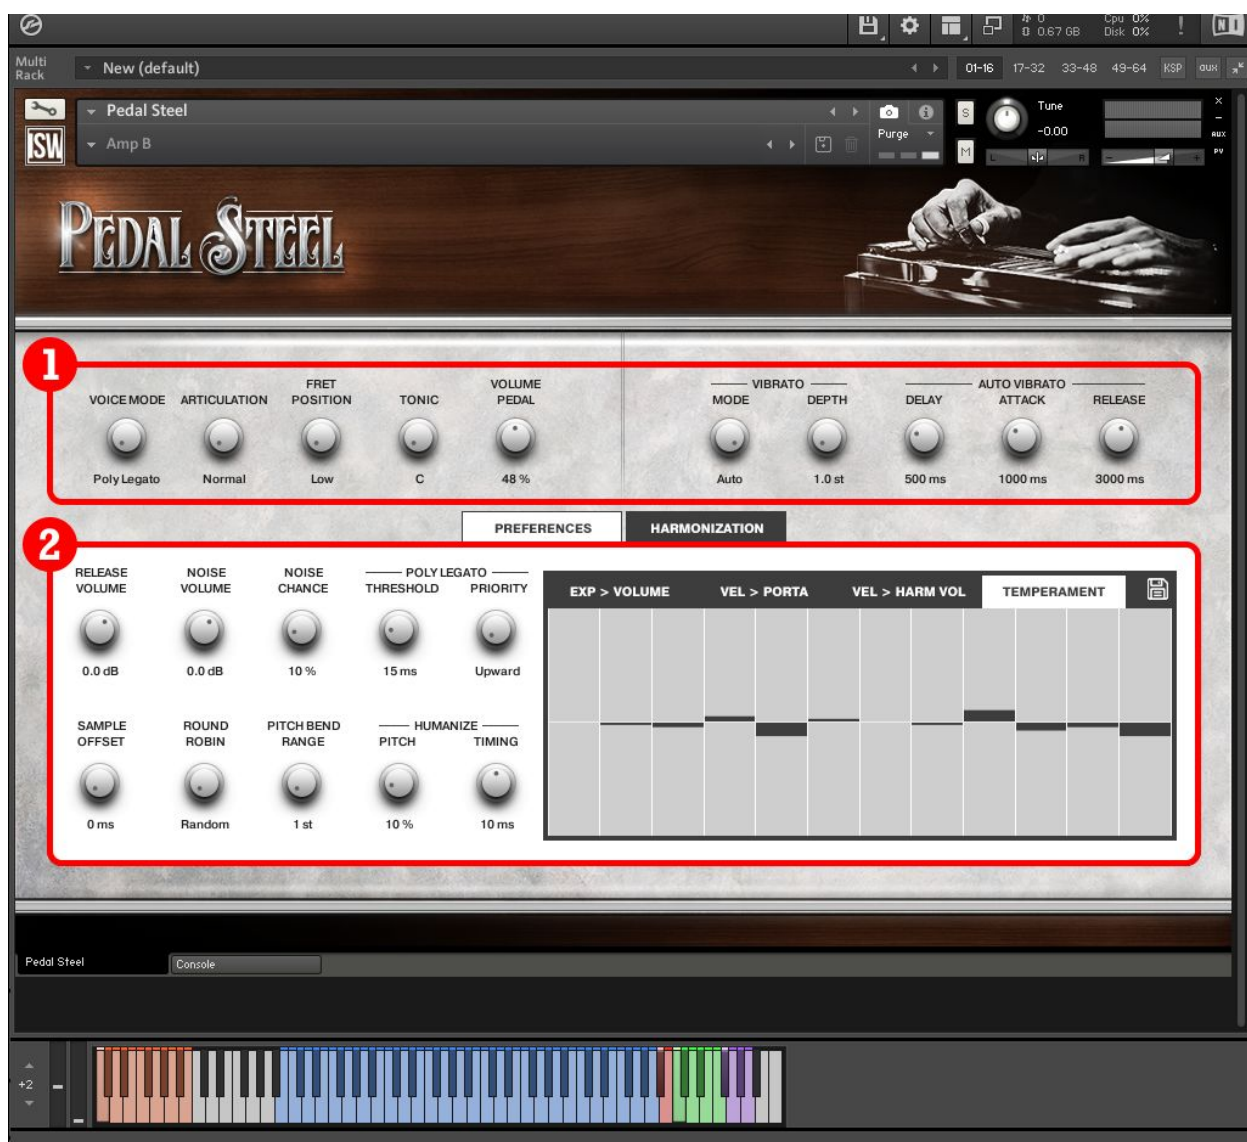 # 0 Cpu 0%
0 0.67 GB Disk 0% ! NI
Multi
Rack
New (default) 01-16 17-32 33-48 49-64 KSP aux
Pedal Steel S Tune x
-0.00 –
ISW Amp B Purge M L R - + AUX
PV
PEDAL STEEL
1
VOICE MODE ARTICULATION FRET
POSITION TONIC VOLUME
PEDAL
VIBRATO
MODE DEPTH
AUTO VIBRATO
DELAY ATTACK RELEASE
Poly Legato Normal Low C 48 % Auto 1.0 st 500 ms 1000 ms 3000 ms
PREFERENCES HARMONIZATION
2
RELEASE
VOLUME
NOISE
VOLUME
NOISE
CHANCE
POLY LEGATO
THRESHOLD PRIORITY
0.0 dB 0.0 dB 10 % 15 ms Upward
EXP > VOLUME VEL > PORTA VEL > HARM VOL TEMPERAMENT
SAMPLE
OFFSET
ROUND
ROBIN
PITCH BEND
RANGE
HUMANIZE
PITCH TIMING
0 ms Random 1 st 10 % 10 ms
Pedal Steel Console
+2